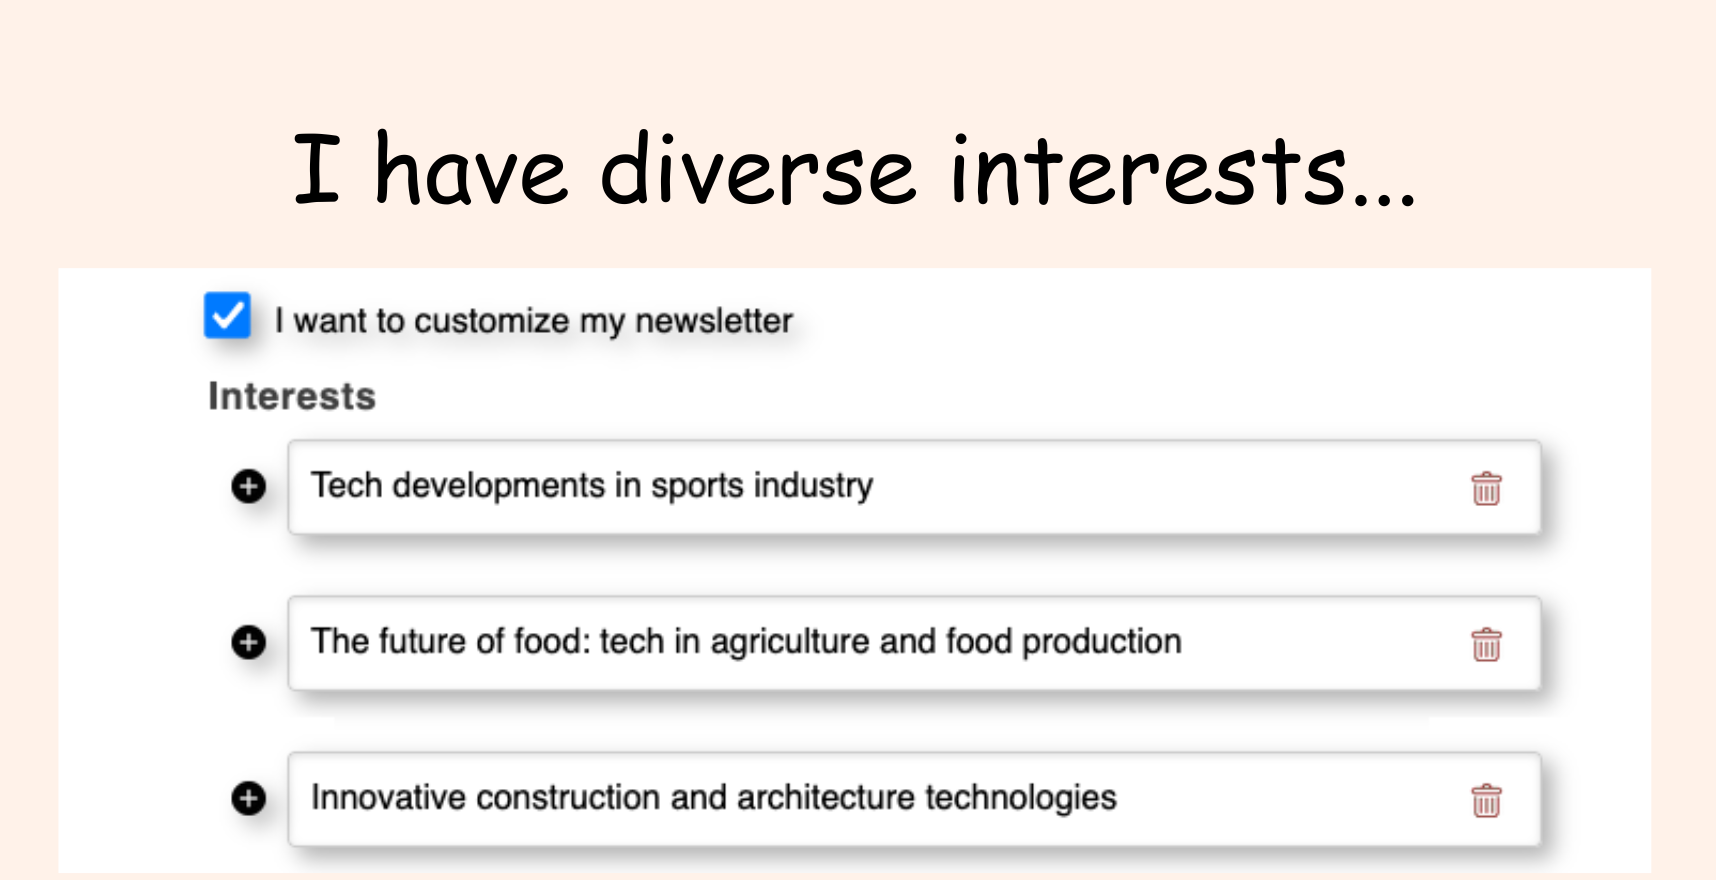 I have diverse interests...
I want to customize my newsletter
Interests
Tech developments in sports industry
The future of food: tech in agriculture and food production
Innovative construction and architecture technologies